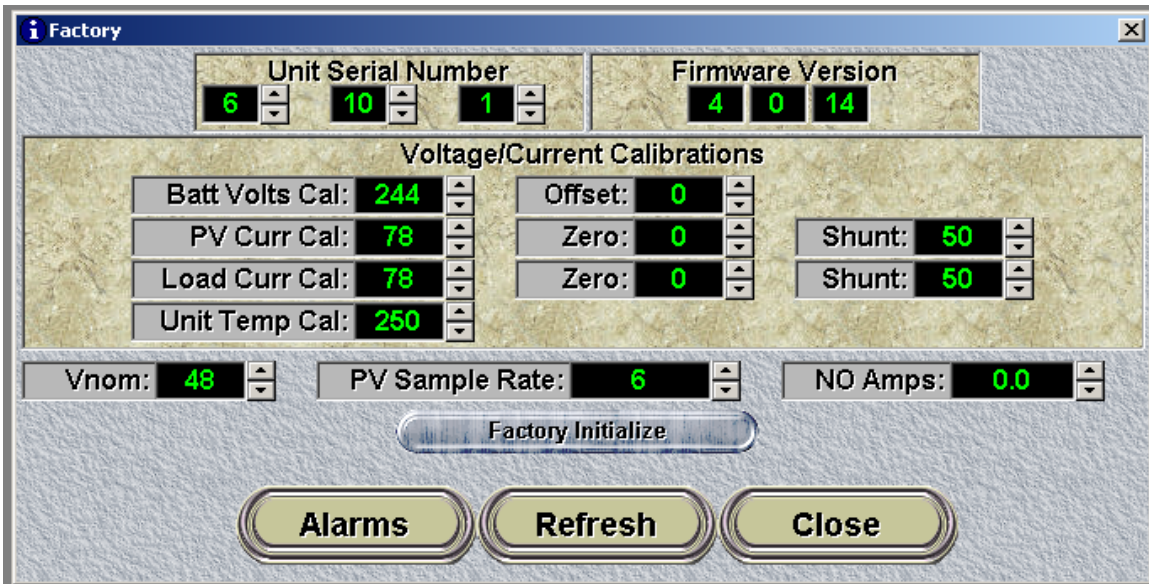 Factory
Unit Serial Number Firmware Version
6 10 1 4 0 14
Voltage/Current Calibrations
Batt Volts Cal: 244 Offset: 0
PV Curr Cal: 78 Zero: 0 Shunt: 50
Load Curr Cal: 78 Zero: 0 Shunt: 50
Unit Temp Cal: 250
Vnom: 48 PV Sample Rate: 6 NO Amps: 0.0
Factory Initialize
Alarms Refresh Close